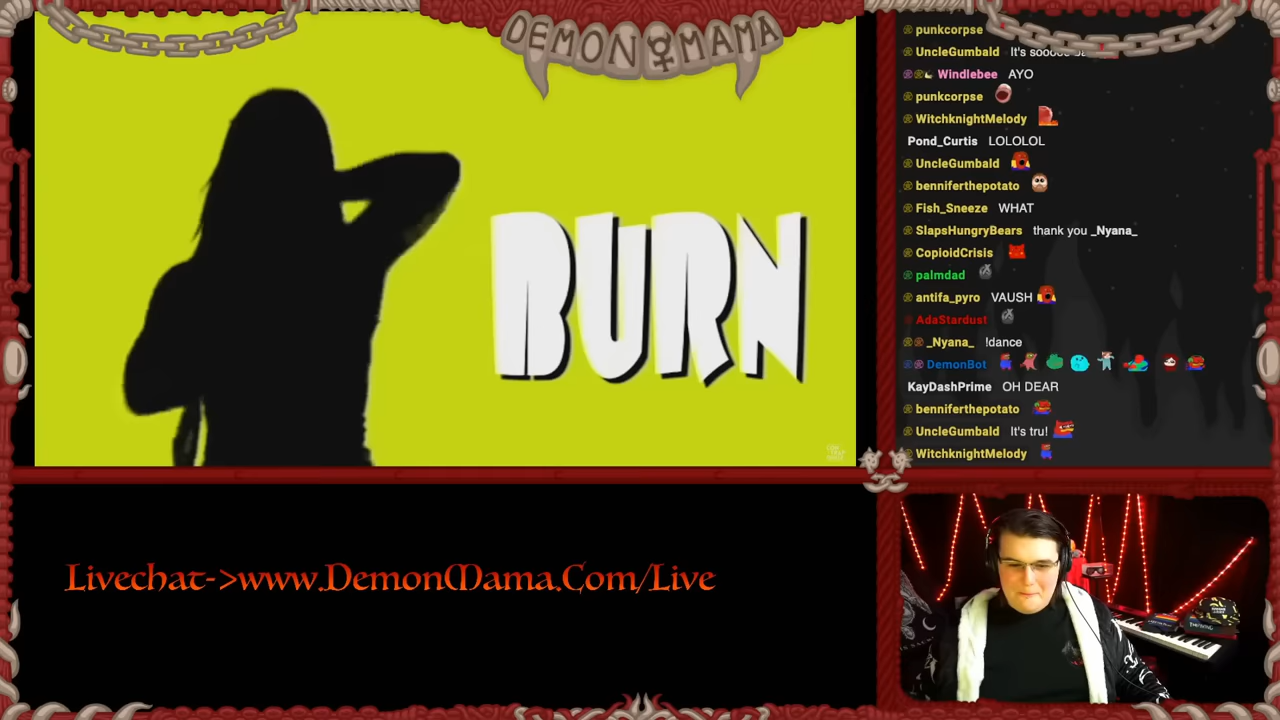 DEMON MAMA
BURN
punkcorpse
UncleGumbald It's sooooo
Windlebee AYO
punkcorpse
WitchknightMelody
Pond_Curtis LOLOLOL
UncleGumbald
benniferthepotato
Fish_Sneeze WHAT
SlapsHungryBears thank you _Nyana_
CopioidCrisis
palmdad
antifa_pyro VAUSH
AdaStardust
_Nyana_ !dance
DemonBot
KayDashPrime OH DEAR
benniferthepotato
UncleGumbald It's tru!
WitchknightMelody
Livechat->www.DemonMama.Com/Live